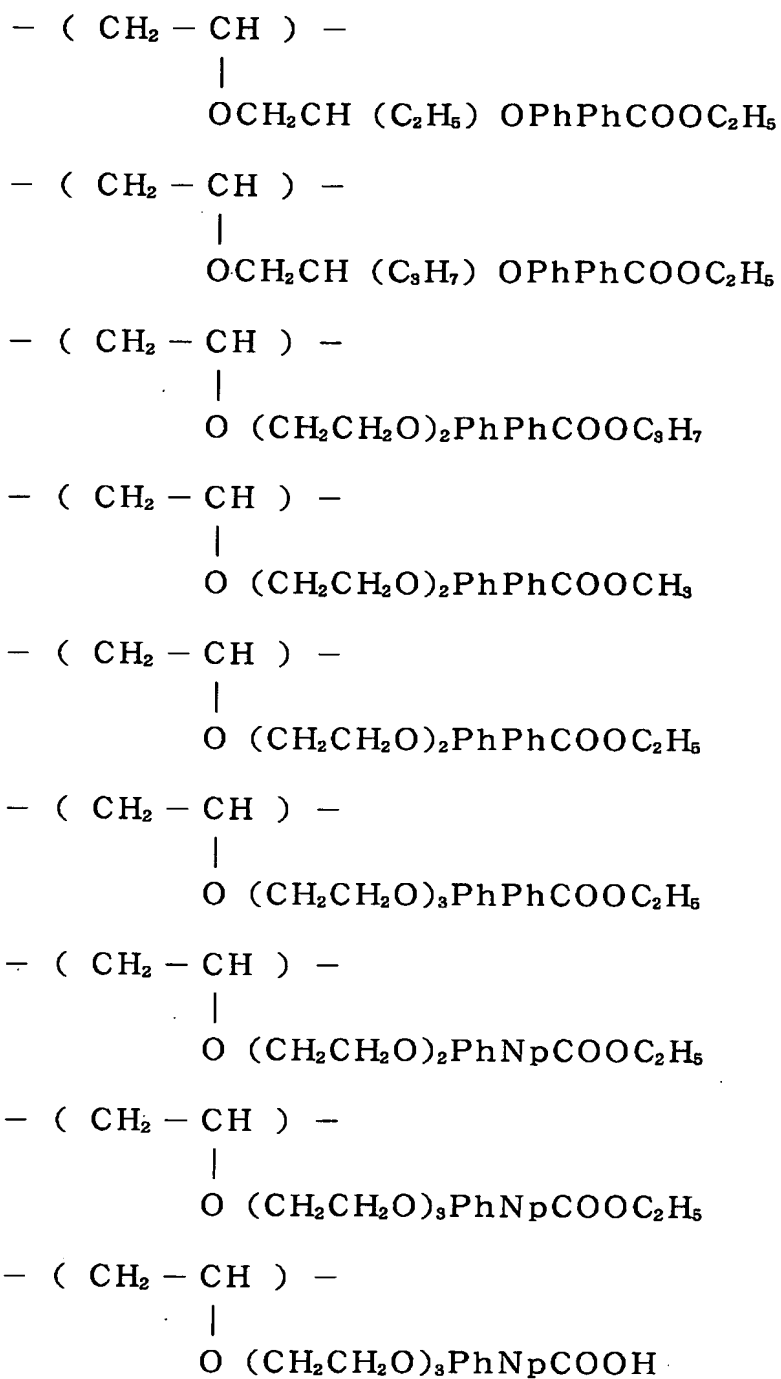 — ( CH₂ — CH ) —
|
OCH₂CH (C₂H₅) OPhPhCOOC₂H₅
— ( CH₂ — CH ) —
|
OCH₂CH (C₃H₇) OPhPhCOOC₂H₅
— ( CH₂ — CH ) —
|
O (CH₂CH₂O)₂PhPhCOOC₃H₇
— ( CH₂ — CH ) —
|
O (CH₂CH₂O)₂PhPhCOOCH₃
— ( CH₂ — CH ) —
|
O (CH₂CH₂O)₂PhPhCOOC₂H₅
— ( CH₂ — CH ) —
|
O (CH₂CH₂O)₃PhPhCOOC₂H₅
— ( CH₂ — CH ) —
|
O (CH₂CH₂O)₂PhNpCOOC₂H₅
— ( CH₂ — CH ) —
|
O (CH₂CH₂O)₃PhNpCOOC₂H₅
— ( CH₂ — CH ) —
|
O (CH₂CH₂O)₃PhNpCOOH